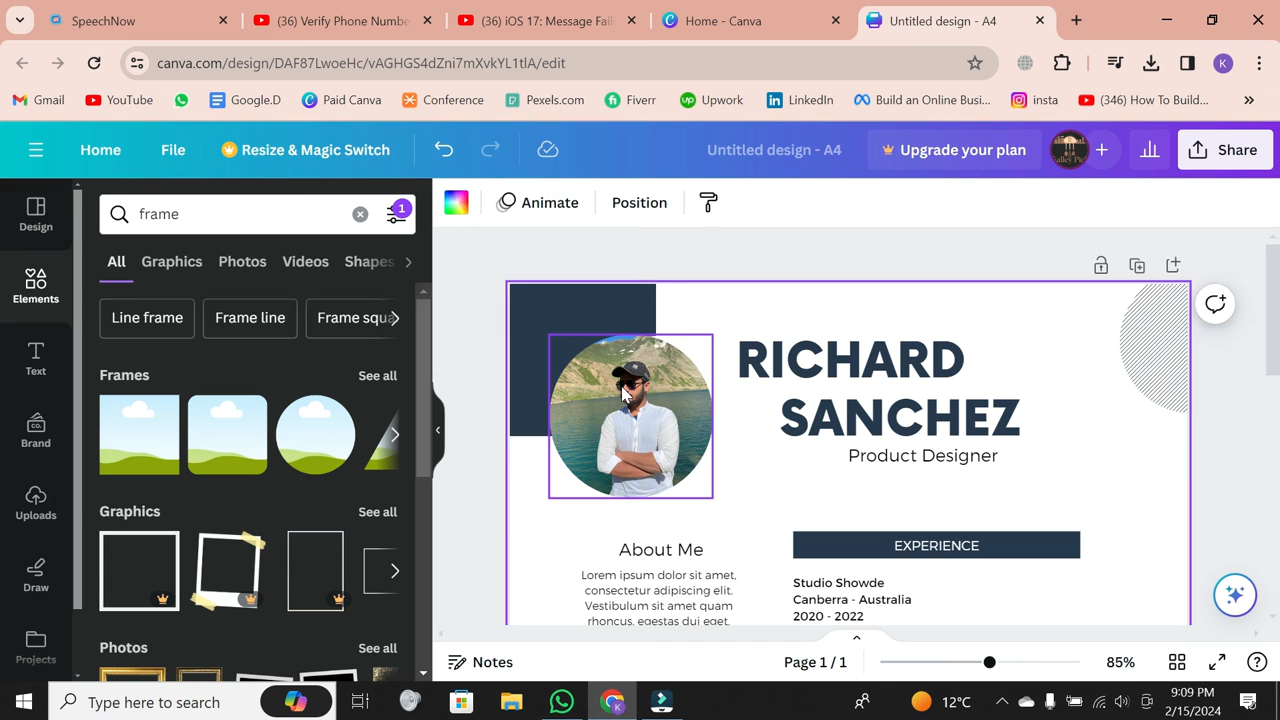 SpeechNow
(36) Verify Phone Numbe
(36) iOS 17: Message Fail
Home - Canva
Untitled design - A4
canva.com/design/DAF87LwoeHc/vAGHGS4dZni7mXvkYL1tlA/edit
K
Gmail
YouTube
Google.D
Paid Canva
Conference
Pexels.com
Fiverr
Upwork
LinkedIn
Build an Online Busi...
insta
(346) How To Build...
Home
File
Resize & Magic Switch
Untitled design - A4
Upgrade your plan
Share
frame
1
Animate
Position
Design
Elements
Text
Brand
Uploads
Draw
Projects
All
Graphics
Photos
Videos
Shapes
Line frame
Frame line
Frame squa
Frames
See all
Graphics
See all
Photos
See all
RICHARD
SANCHEZ
Product Designer
About Me
Lorem ipsum dolor sit amet,
consectetur adipiscing elit.
Vestibulum sit amet quam
rhoncus, egestas dui eget,
EXPERIENCE
Studio Showde
Canberra - Australia
2020 - 2022
Notes
Page 1 / 1
85%
Type here to search
12°C
9:09 PM
2/15/2024